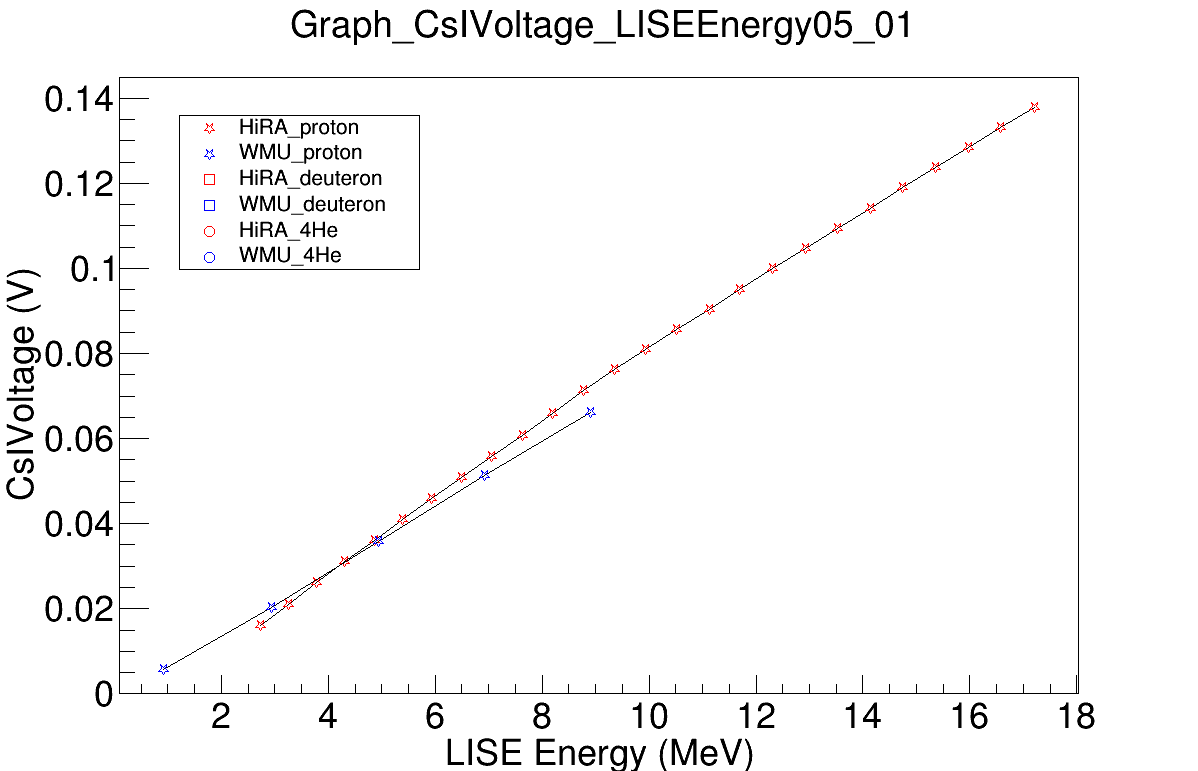 Graph_CsIVoltage_LISEEnergy05_01
0.14
0.12
0.1
0.08
0.06
0.04
0.02
0
CsIVoltage (V)
HiRA_proton
WMU_proton
HiRA_deuteron
WMU_deuteron
HiRA_4He
WMU_4He
2 4 6 8 10 12 14 16 18
LISE Energy (MeV)